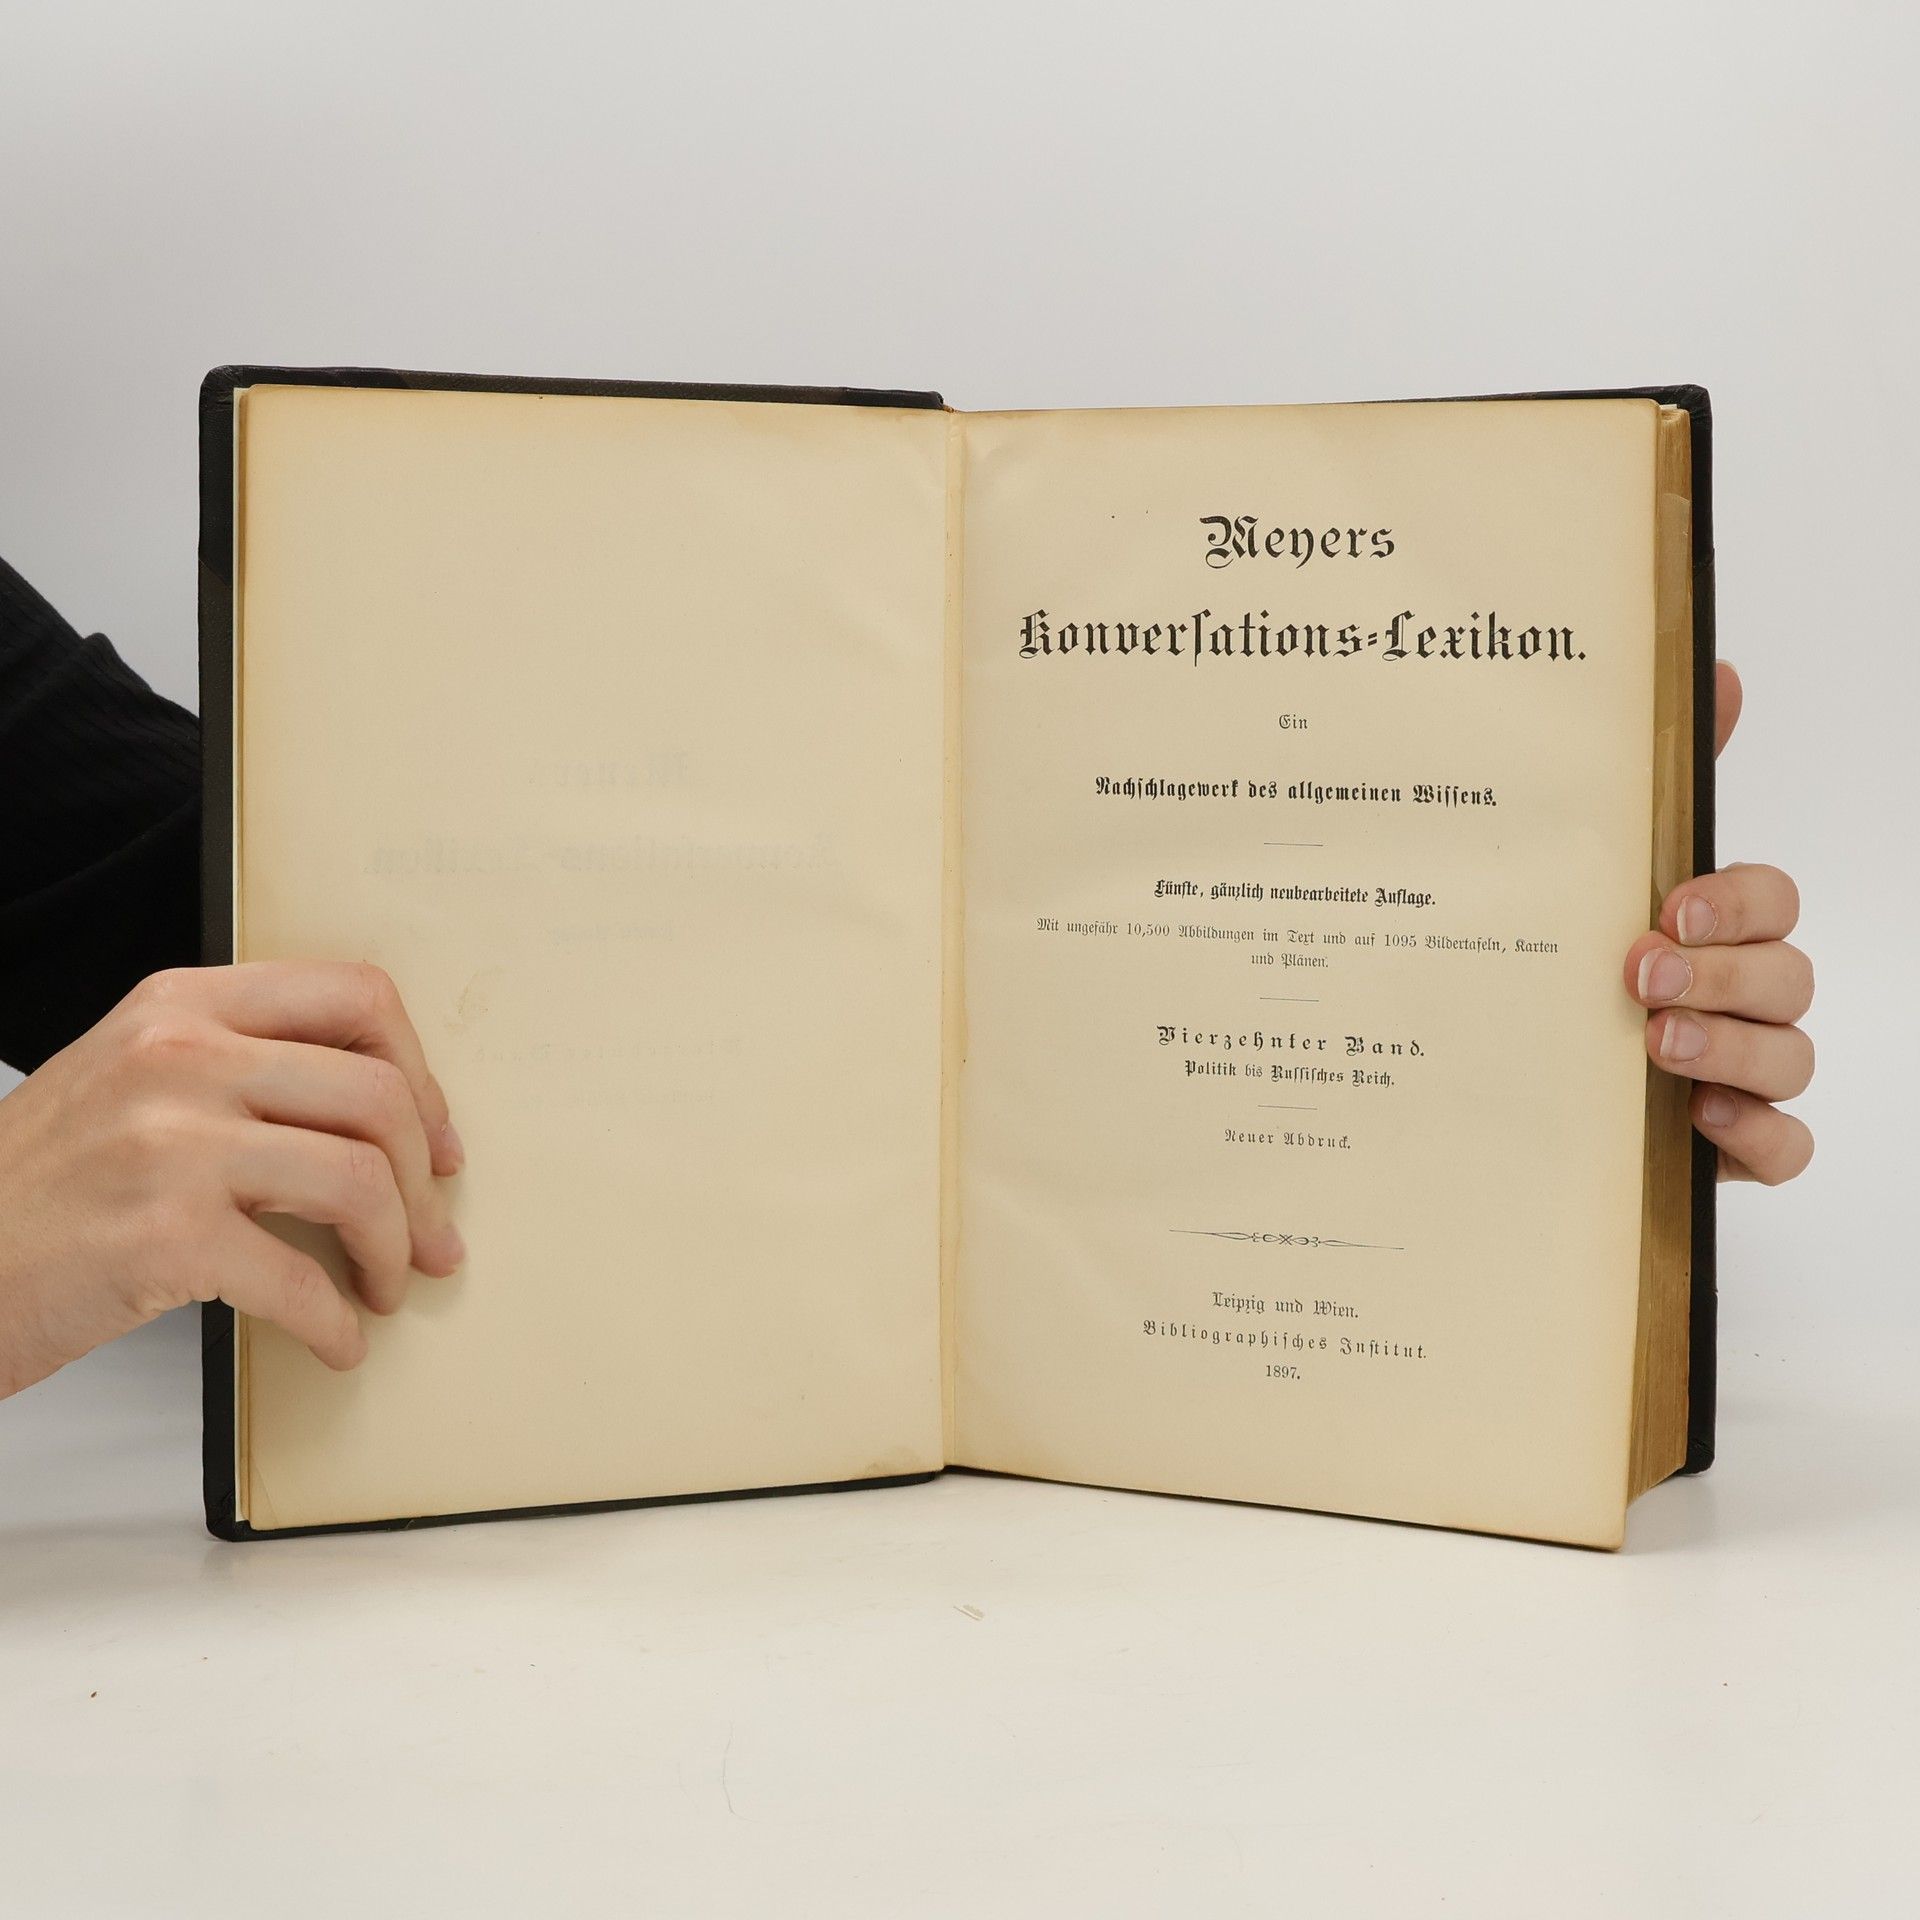 Meyers
Konverſations-Lexikon.
Ein
Nachſchlagewerk des allgemeinen Wiſſens.
Fünfte, gänzlich neubearbeitete Auflage.
Mit ungefähr 10,500 Abbildungen im Text und auf 1095 Bildertafeln, Karten
und Plänen.
Vierzehnter Band.
Politik bis Ruſſiſches Reich.
Neuer Abdruck.
Leipzig und Wien.
Bibliographiſches Inſtitut.
1897.